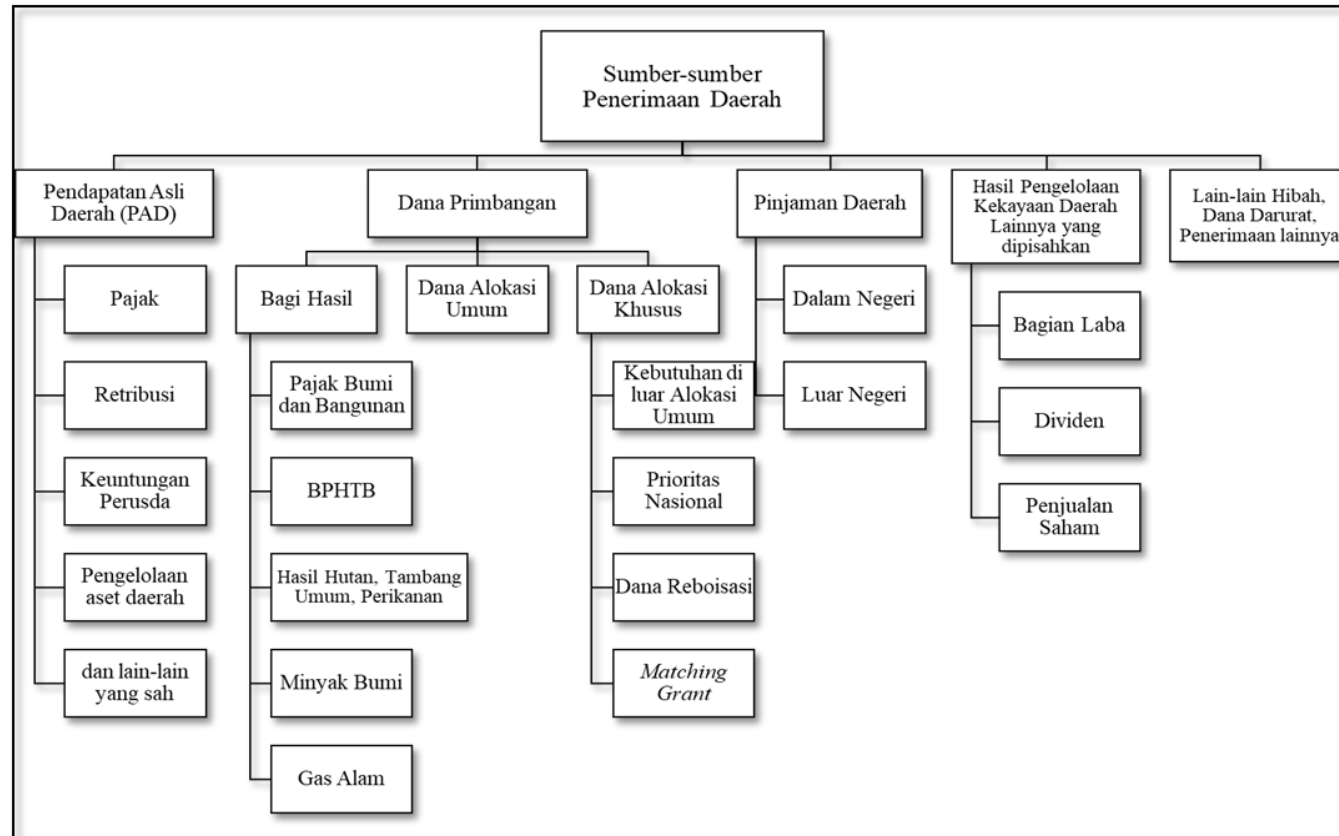 Sumber-sumber
Penerimaan Daerah
Pendapatan Asli
Daerah (PAD)
Pajak
Retribusi
Keuntungan
Perusda
Pengelolaan
aset daerah
dan lain-lain
yang sah
Dana Primbangan
Bagi Hasil
Pajak Bumi
dan Bangunan
BPHTB
Hasil Hutan, Tambang
Umum, Perikanan
Minyak Bumi
Gas Alam
Dana Alokasi
Umum
Dana Alokasi
Khusus
Kebutuhan di
luar Alokasi
Umum
Prioritas
Nasional
Dana Reboisasi
Matching
Grant
Pinjaman Daerah
Dalam Negeri
Luar Negeri
Hasil Pengelolaan
Kekayaan Daerah
Lainnya yang
dipisahkan
Bagian Laba
Dividen
Penjualan
Saham
Lain-lain Hibah,
Dana Darurat,
Penerimaan lainnya